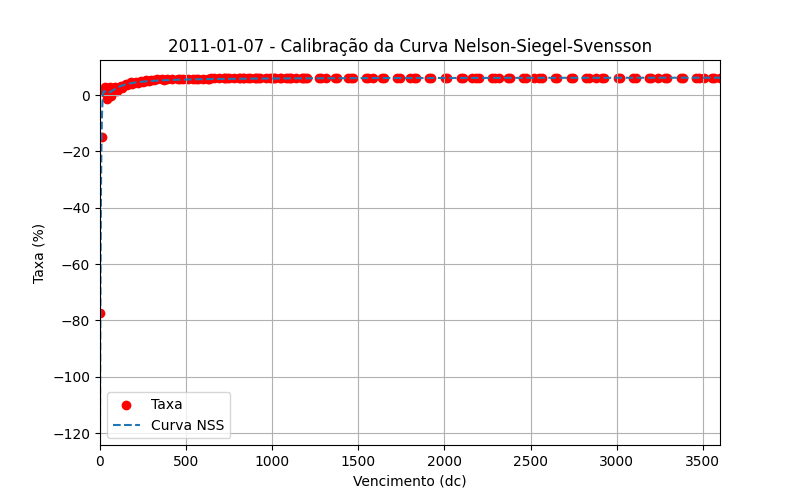 2011-01-07 - Calibração da Curva Nelson-Siegel-Svensson
Taxa (%)
0
−20
−40
−60
−80
−100
−120
Taxa
Curva NSS
0 500 1000 1500 2000 2500 3000 3500
Vencimento (dc)